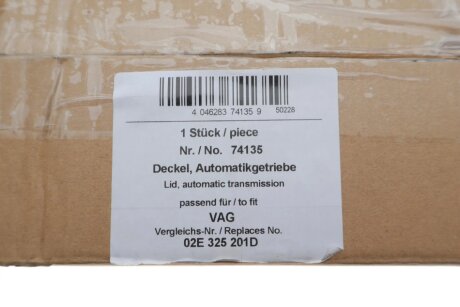 4 046283 74135 9 50228
1 Stück / piece
Nr. / No. 74135
Deckel, Automatikgetriebe
Lid, automatic transmission
passend für / to fit
VAG
Vergleichs-Nr. / Replaces No.
02E 325 201D